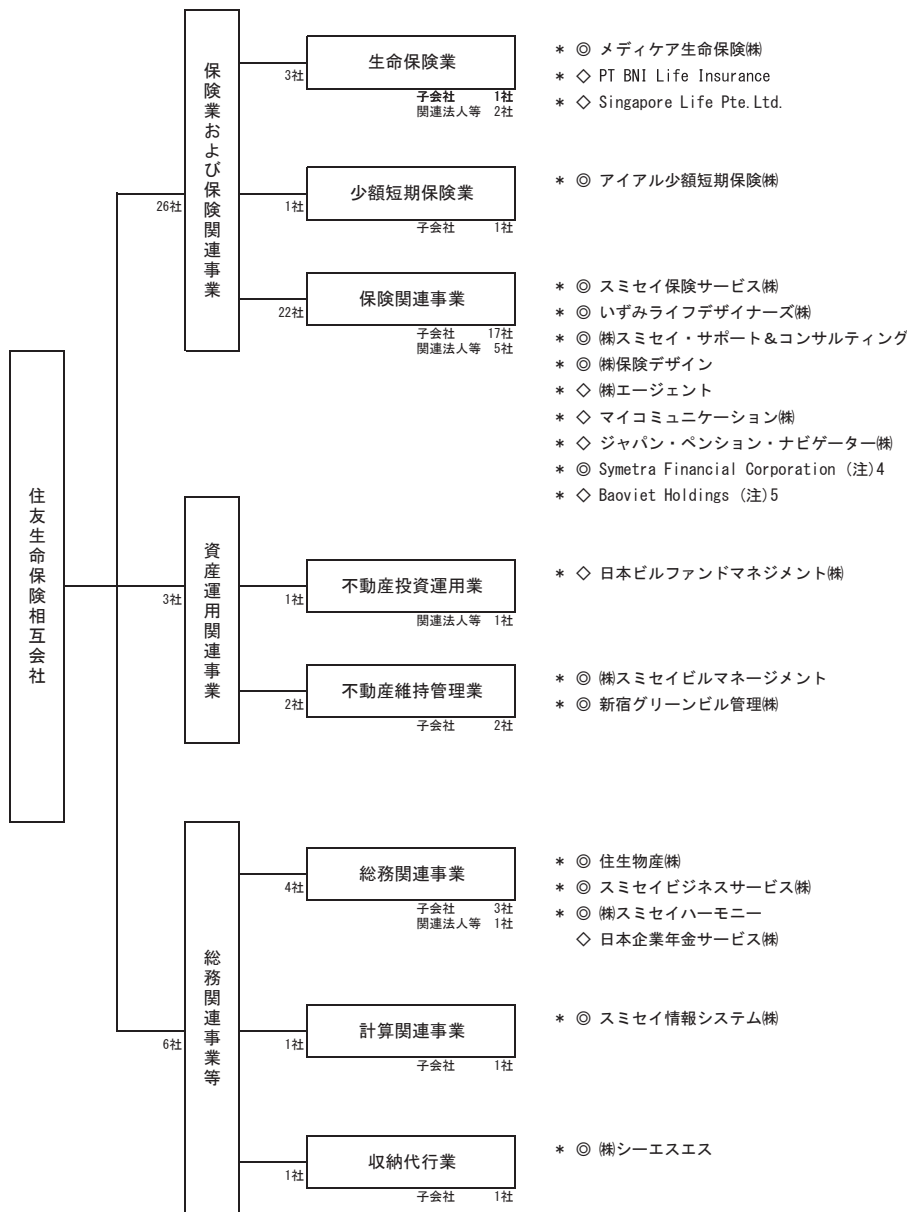 住友生命保険相互会社
26社
保険業および保険関連事業
3社
生命保険業
子会社 1社
関連法人等 2社
* ◎ メディケア生命保険㈱
* ◇ PT BNI Life Insurance
* ◇ Singapore Life Pte.Ltd.
1社
少額短期保険業
子会社 1社
* ◎ アイアル少額短期保険㈱
22社
保険関連事業
子会社 17社
関連法人等 5社
* ◎ スミセイ保険サービス㈱
* ◎ いずみライフデザイナーズ㈱
* ◎ ㈱スミセイ・サポート＆コンサルティング
* ◎ ㈱保険デザイン
* ◇ ㈱エージェント
* ◇ マイコミュニケーション㈱
* ◇ ジャパン・ペンション・ナビゲーター㈱
* ◎ Symetra Financial Corporation (注)4
* ◇ Baoviet Holdings (注)5
3社
資産運用関連事業
1社
不動産投資運用業
関連法人等 1社
* ◇ 日本ビルファンドマネジメント㈱
2社
不動産維持管理業
子会社 2社
* ◎ ㈱スミセイビルマネージメント
* ◎ 新宿グリーンビル管理㈱
6社
総務関連事業等
4社
総務関連事業
子会社 3社
関連法人等 1社
* ◎ 住生物産㈱
* ◎ スミセイビジネスサービス㈱
* ◎ ㈱スミセイハーモニー
◇ 日本企業年金サービス㈱
1社
計算関連事業
子会社 1社
* ◎ スミセイ情報システム㈱
1社
収納代行業
子会社 1社
* ◎ ㈱シーエスエス